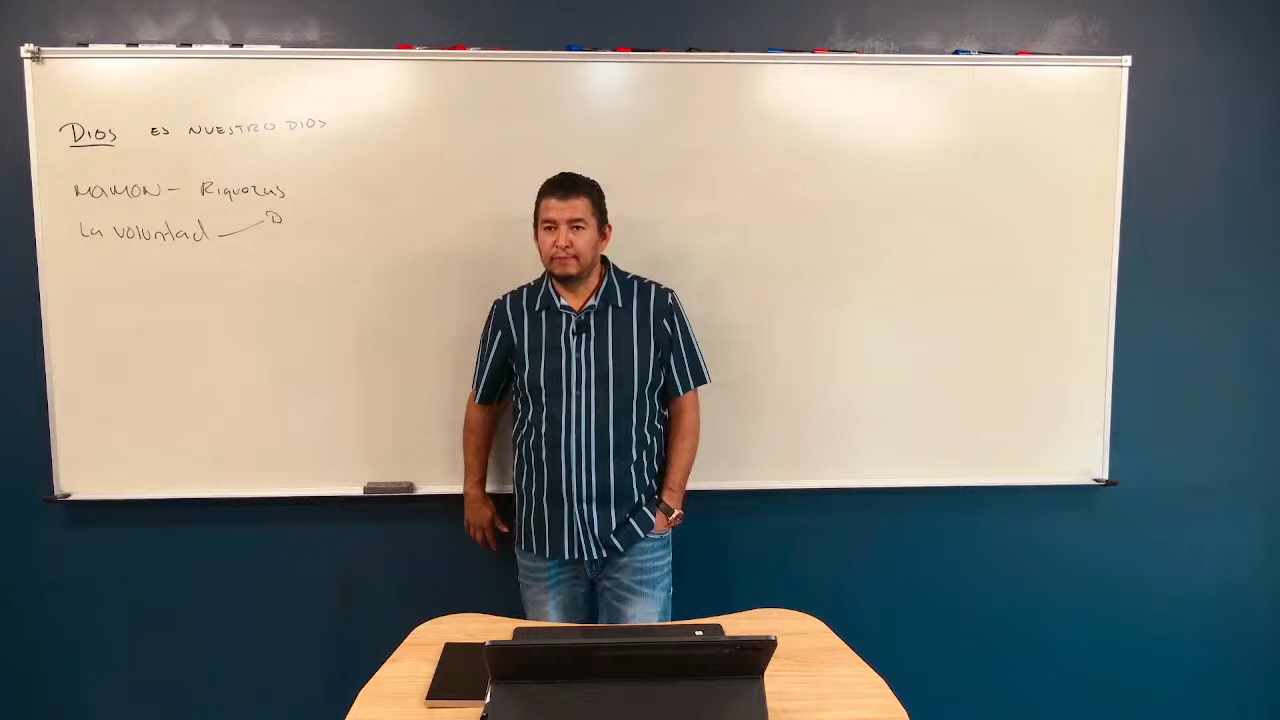 DIOS ES NUESTRO DIOS
MAMON - Riquezas
La voluntad — D